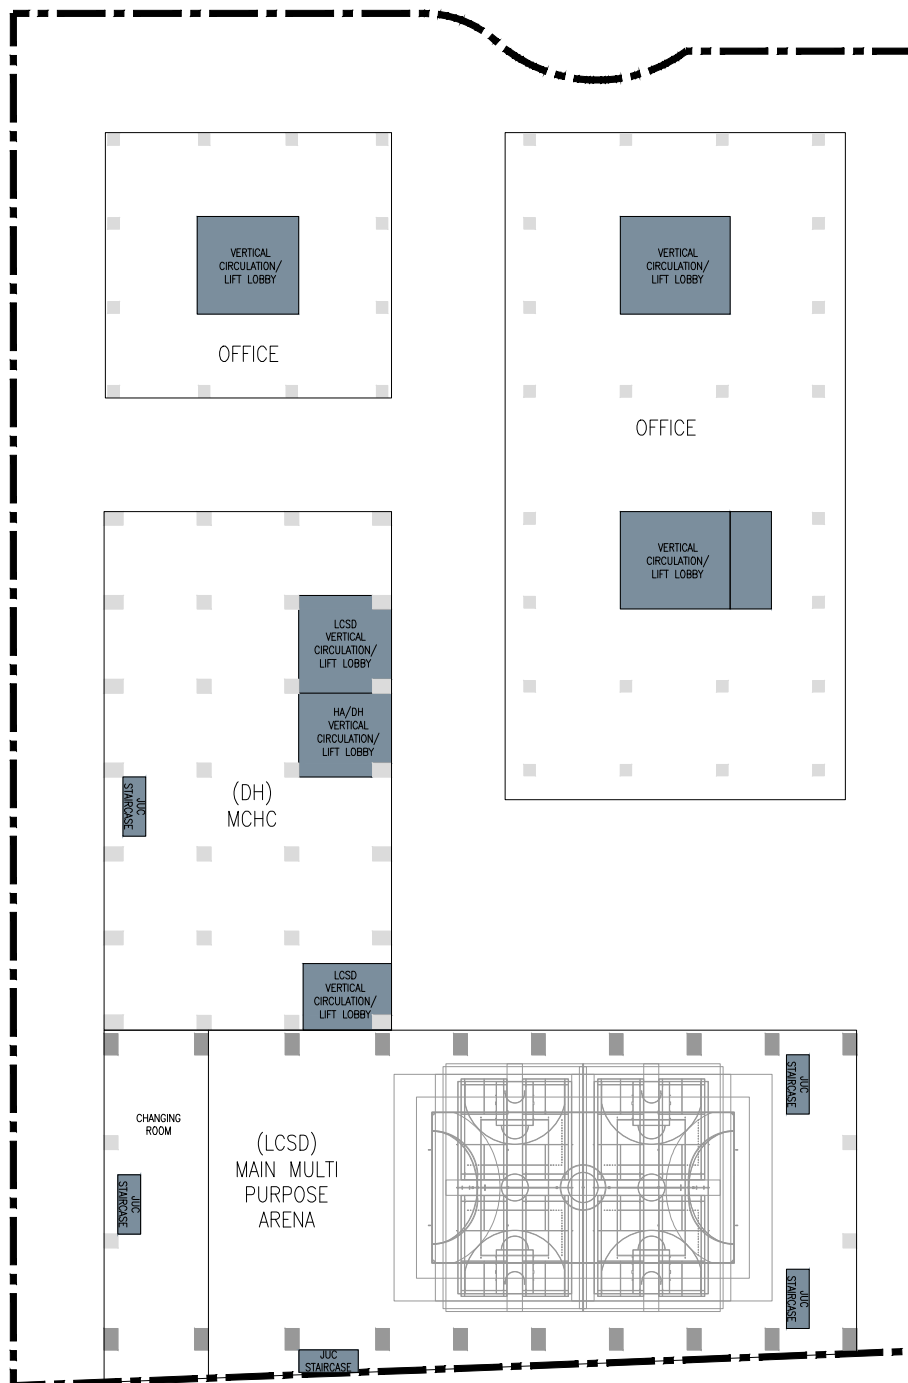 VERTICAL
CIRCULATION/
LIFT LOBBY
OFFICE
VERTICAL
CIRCULATION/
LIFT LOBBY
OFFICE
VERTICAL
CIRCULATION/
LIFT LOBBY
LCSD
VERTICAL
CIRCULATION/
LIFT LOBBY
HA/DH
VERTICAL
CIRCULATION/
LIFT LOBBY
JUC
STAIRCASE
(DH)
MCHC
LCSD
VERTICAL
CIRCULATION/
LIFT LOBBY
CHANGING
ROOM
JUC
STAIRCASE
(LCSD)
MAIN MULTI
PURPOSE
ARENA
JUC
STAIRCASE
JUC
STAIRCASE
JUC
STAIRCASE